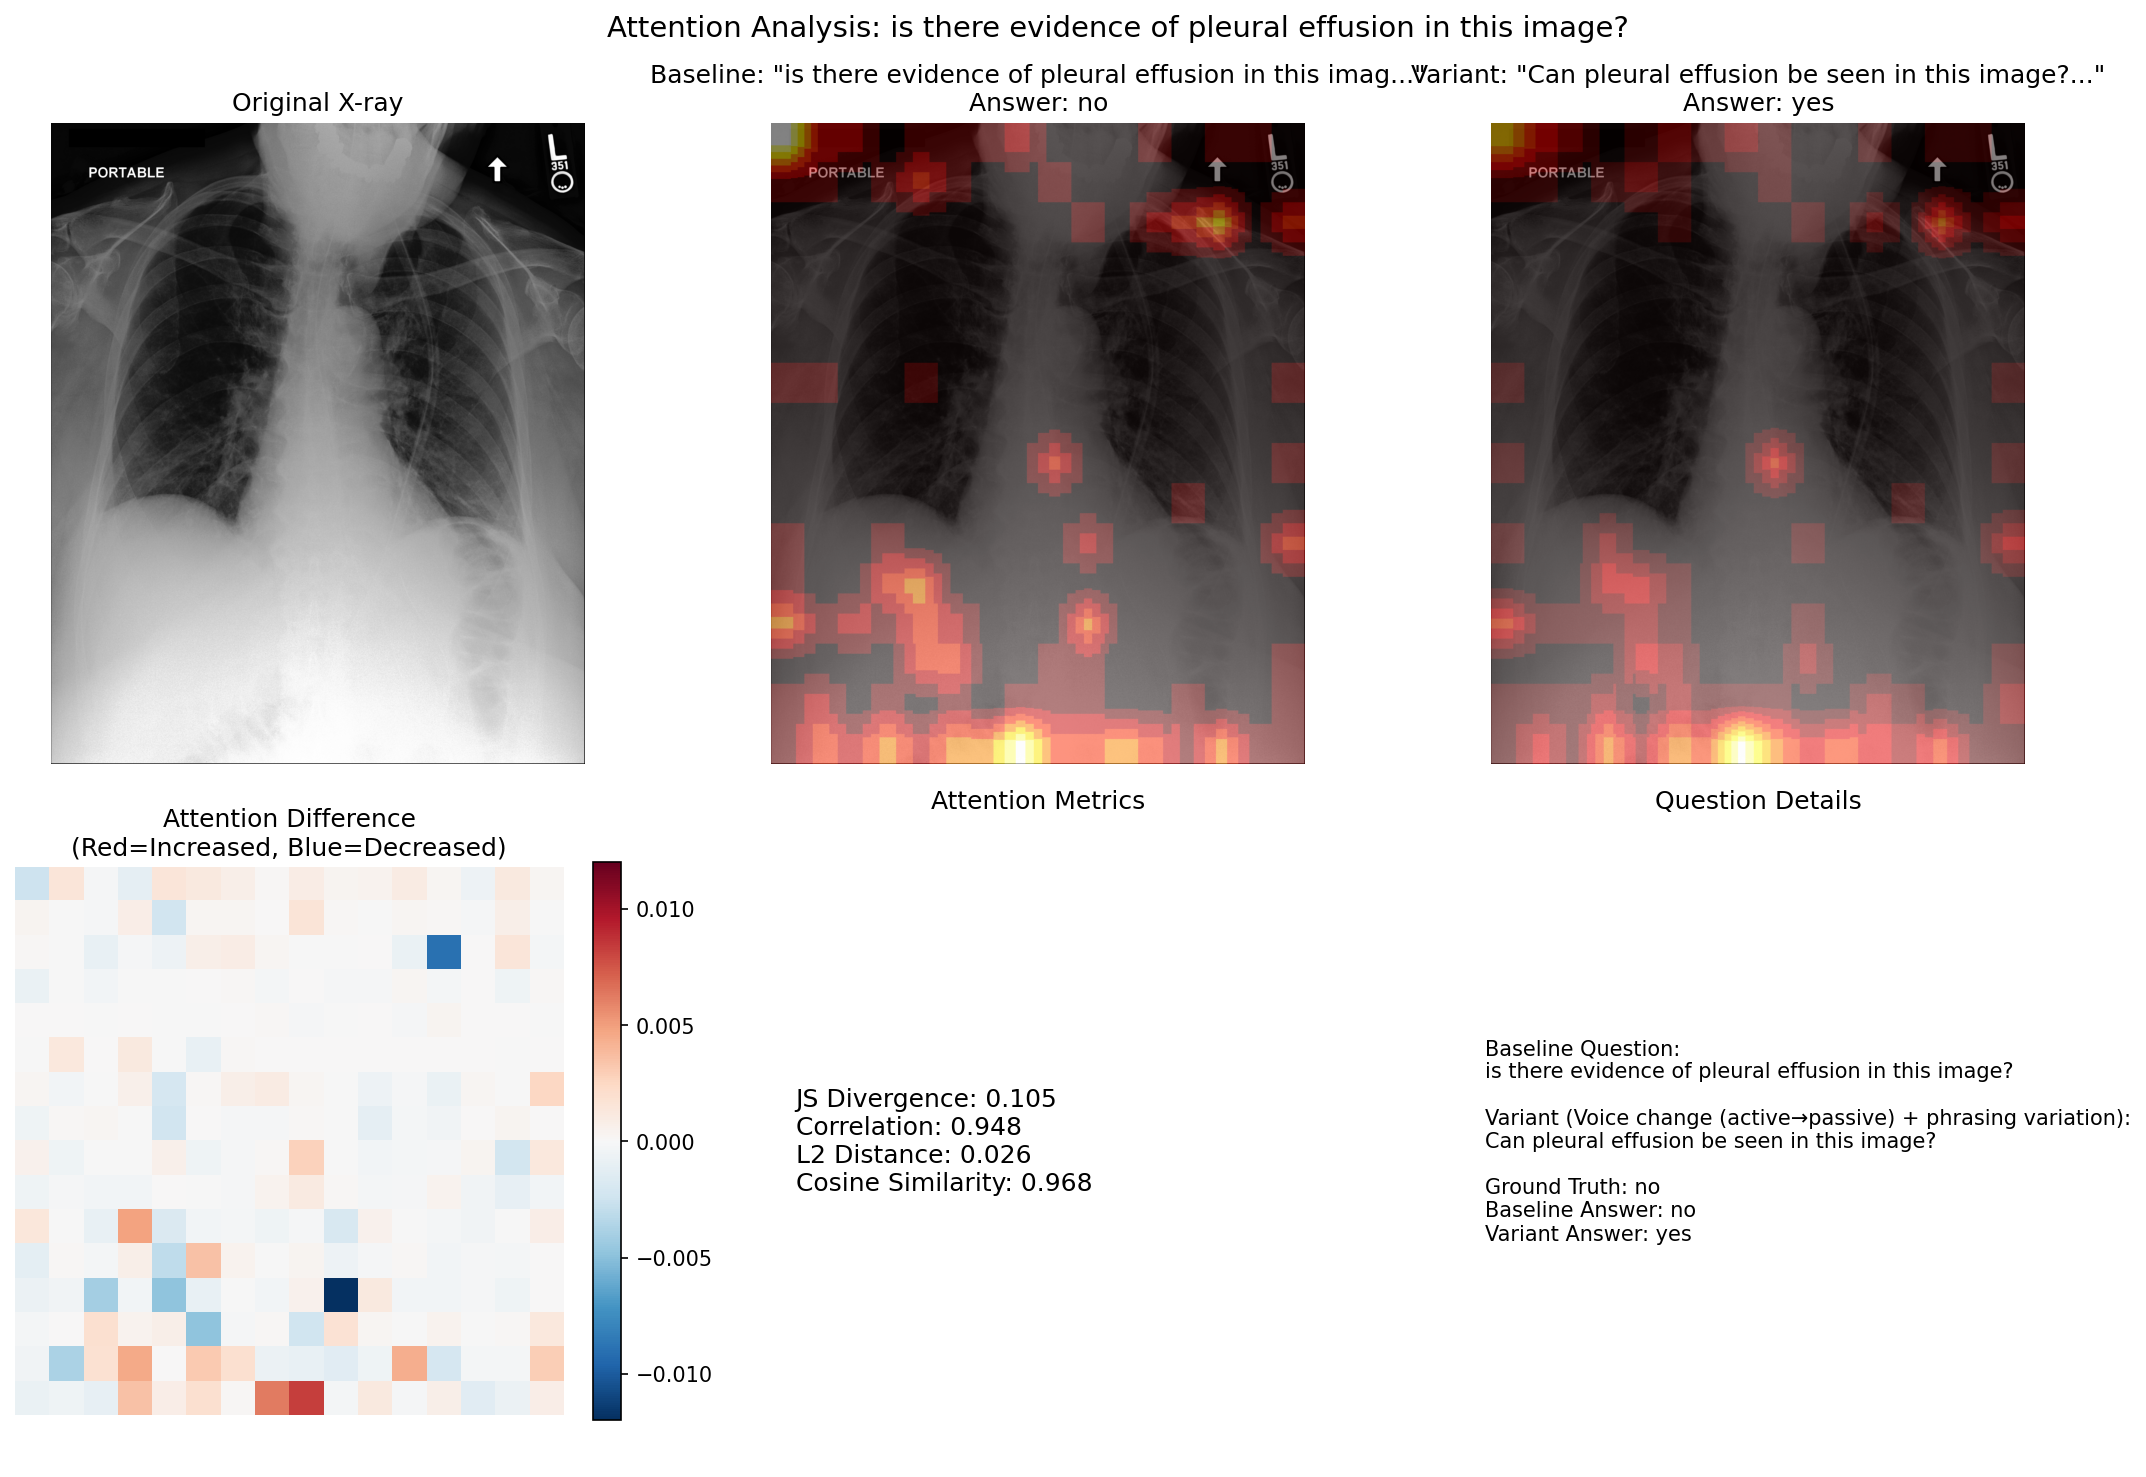 Attention Analysis: is there evidence of pleural effusion in this image?
Original X-ray
Baseline: "is there evidence of pleural effusion in this imag..."
Answer: no
Variant: "Can pleural effusion be seen in this image?..."
Answer: yes
PORTABLE
L
351
PORTABLE
L
351
PORTABLE
L
351
Attention Difference
(Red=Increased, Blue=Decreased)
0.010
0.005
0.000
−0.005
−0.010
Attention Metrics
JS Divergence: 0.105
Correlation: 0.948
L2 Distance: 0.026
Cosine Similarity: 0.968
Question Details
Baseline Question:
is there evidence of pleural effusion in this image?
Variant (Voice change (active→passive) + phrasing variation):
Can pleural effusion be seen in this image?
Ground Truth: no
Baseline Answer: no
Variant Answer: yes